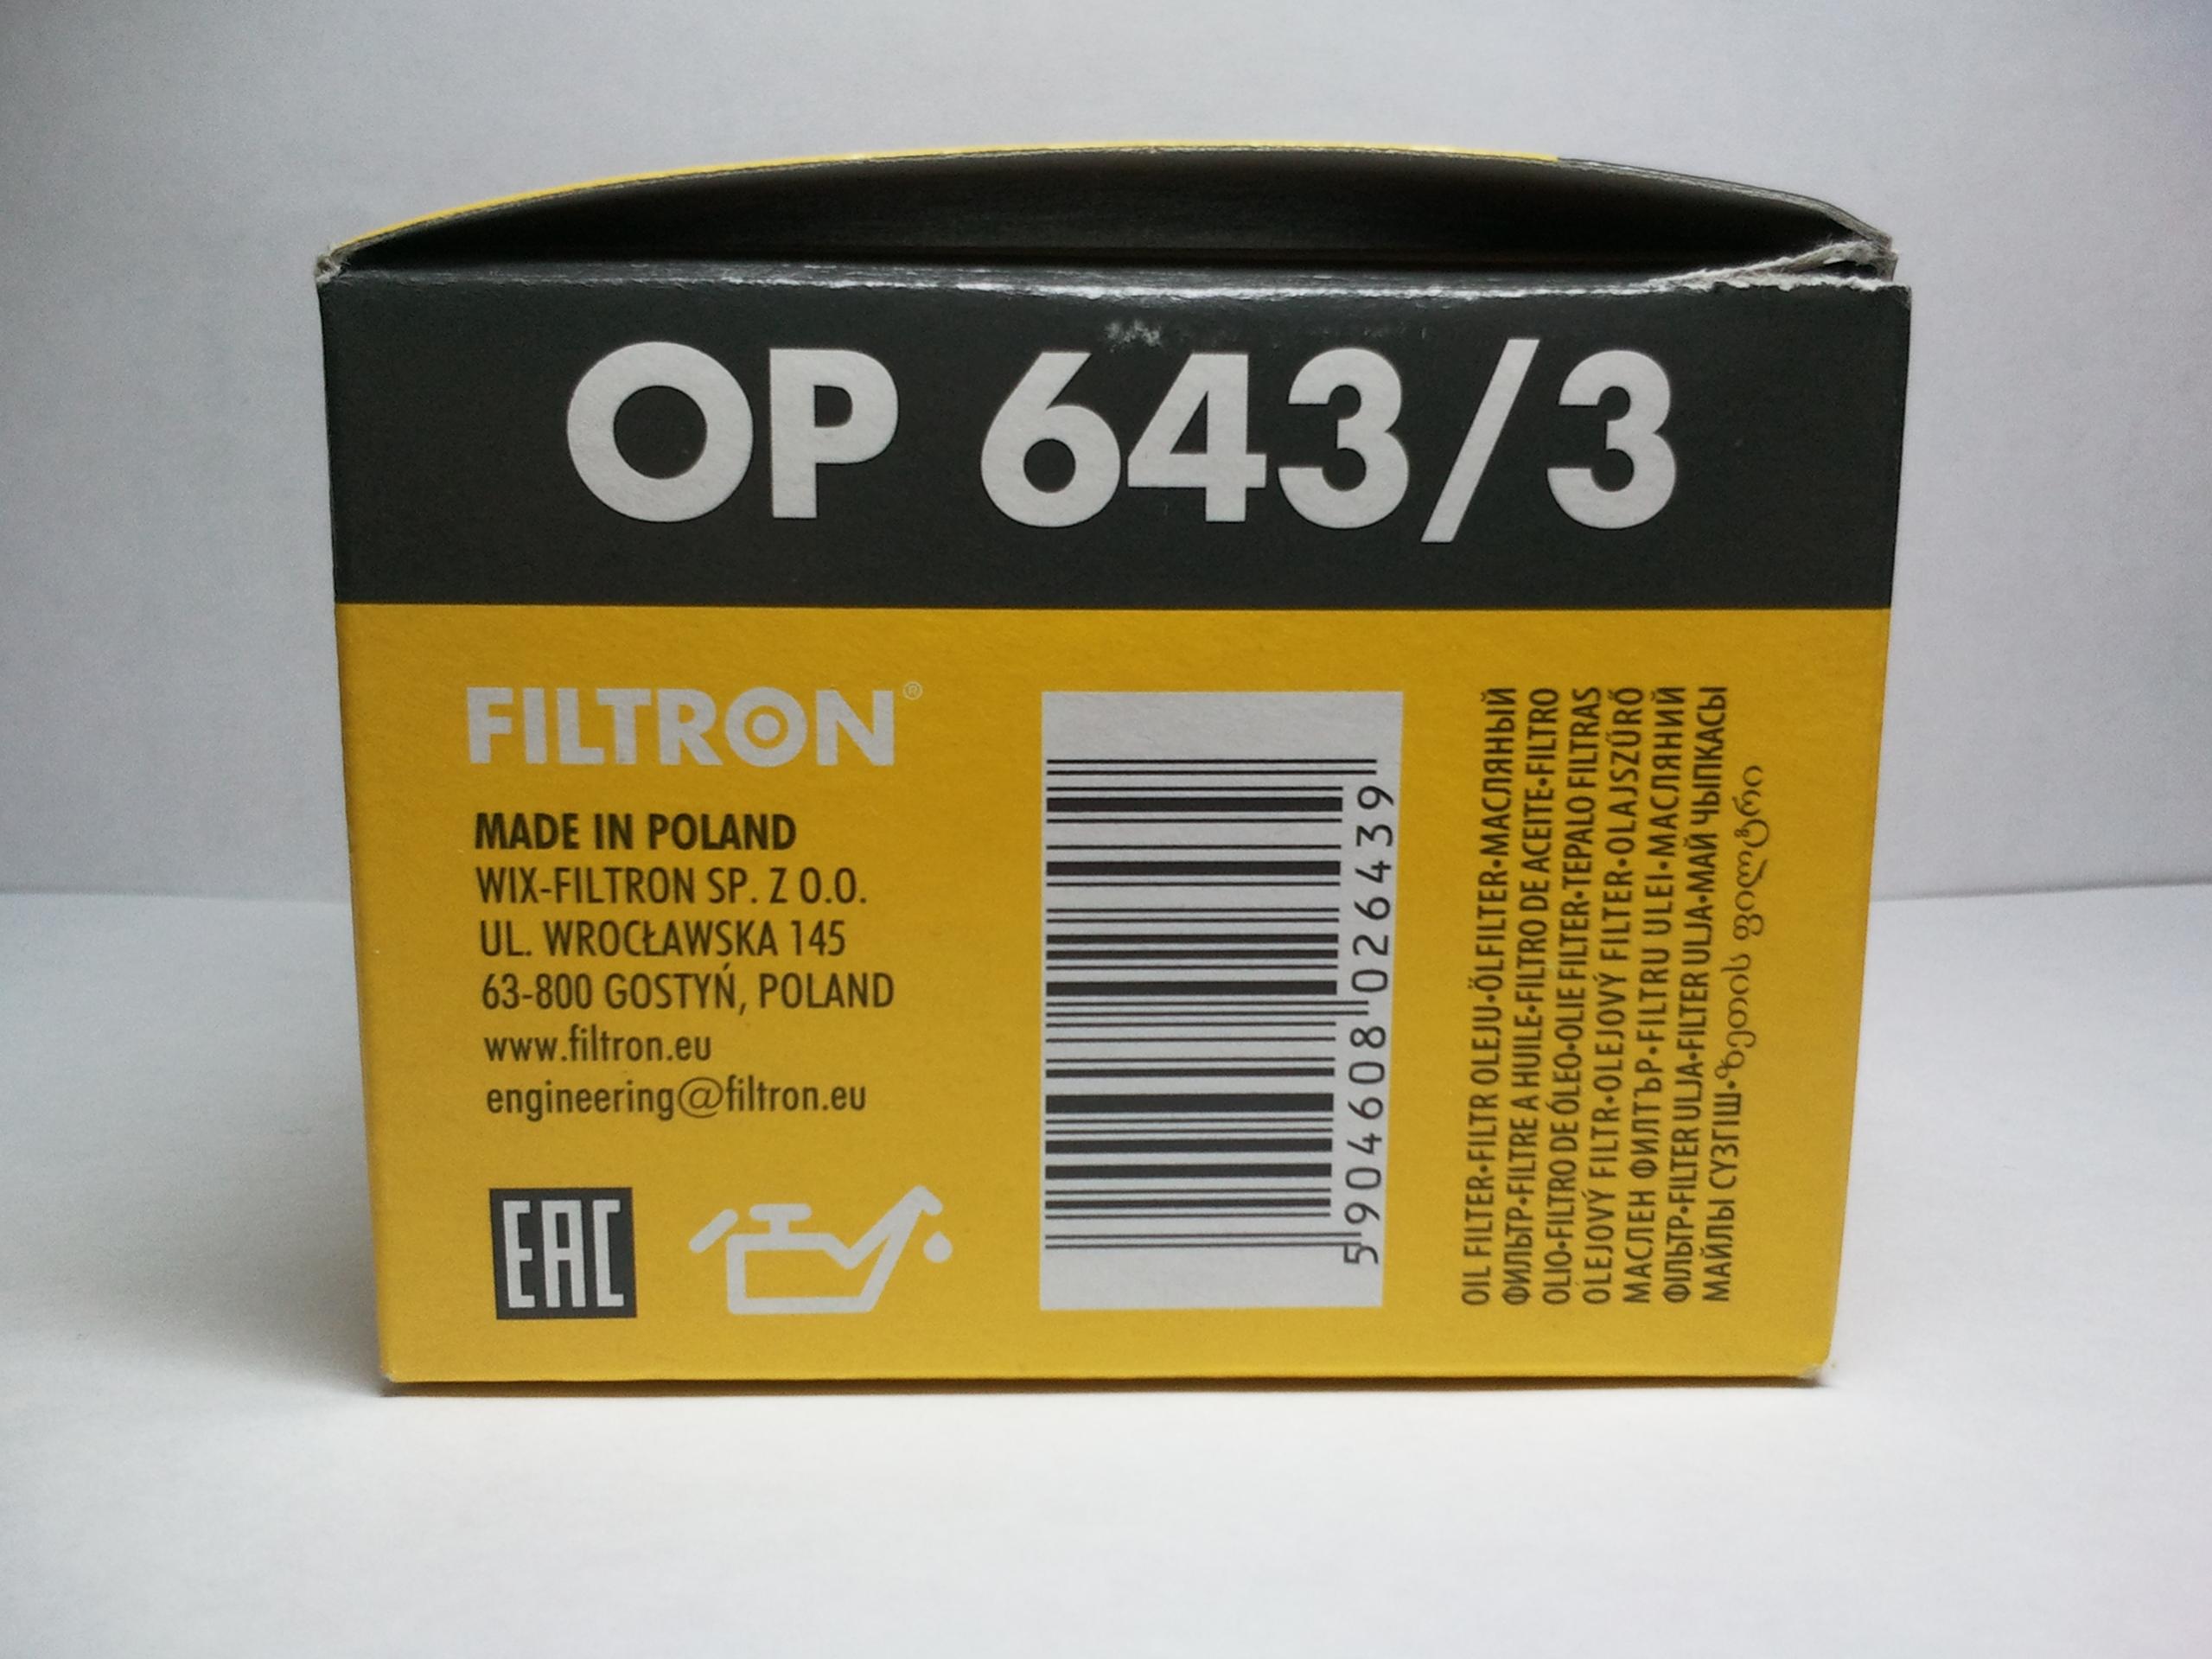 OP 643/3
FILTRON®
MADE IN POLAND
WIX-FILTRON SP. Z O.O.
UL. WROCŁAWSKA 145
63-800 GOSTYŃ, POLAND
www.filtron.eu
engineering@filtron.eu
EAC
5904608026439
OIL FILTER•FILTR OLEJU•ÖLFILTER•МАСЛЯНЫЙ
ФИЛЬТР•FILTRE A HUILE•FILTRO DE ACEITE•FILTRO
OLIO•FILTRO DE ÓLEO•OLIE FILTER•TEPALO FILTRAS
OLEJOVÝ FILTR•OLEJOVÝ FILTER•OLAJSZŰRŐ
МАСЛЕН ФИЛТЪР•FILTRU ULEI•МАСЛЯНИЙ
ФІЛЬТР•FILTER ULJA•FILTER ULJA•МАЙ ЧЫПКАСЫ
МАЙЛЫ СҮЗГІШ•ზეთის ფილტრი